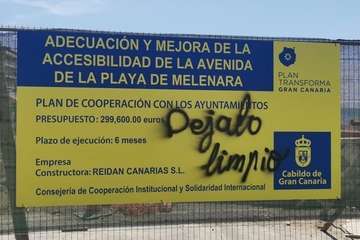 ADECUACIÓN Y MEJORA DE LA
ACCESIBILIDAD DE LA AVENIDA
DE LA PLAYA DE MELENARA
PLAN
TRANSFORMA
GRAN CANARIA
PLAN DE COOPERACIÓN CON LOS AYUNTAMIENTOS
PRESUPUESTO: 299,600.00 euros
Plazo de ejecución: 6 meses
Dejalo
limpio
Empresa
Constructora: REIDAN CANARIAS S.L.
Cabildo de
Gran Canaria
Consejería de Cooperación Institucional y Solidaridad Internacional